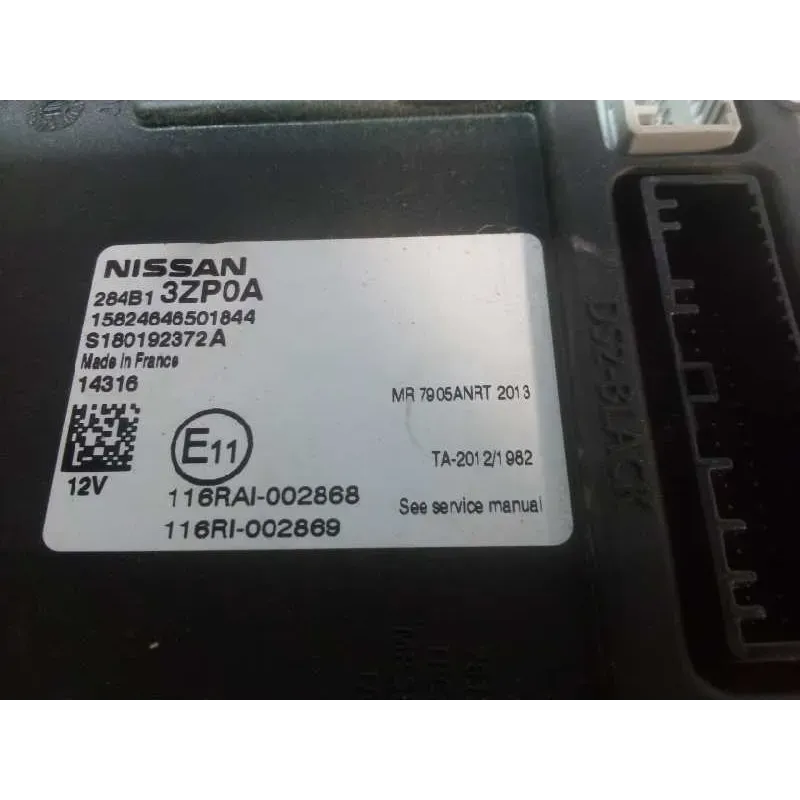 NISSAN
284B1 3ZP0A
15824646501844
S180192372A
Made in France
14316
MR 7905ANRT 2013
E11
TA-2012/1982
12V
116RAI-002868
See service manual
116RI-002869
DS2-BLACK